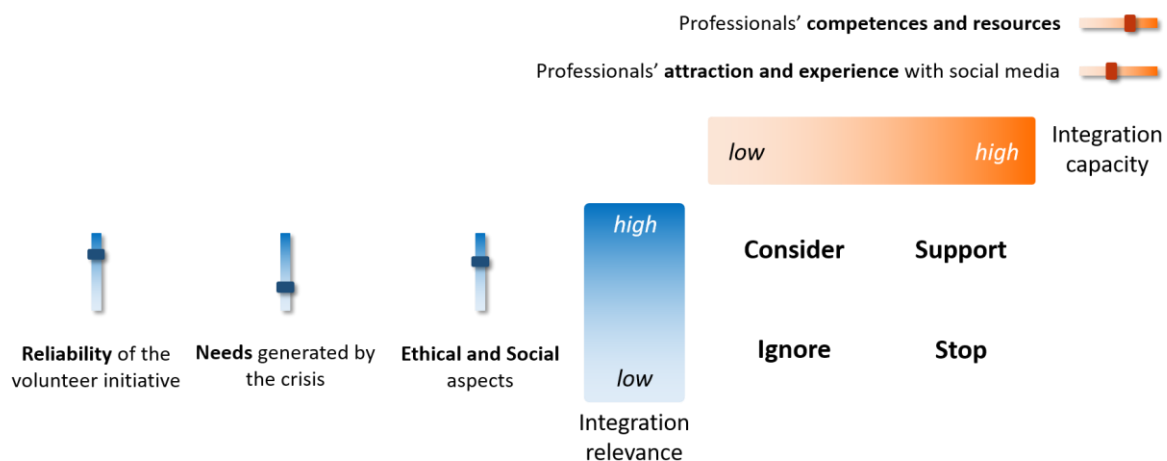 Professionals’ competences and resources
Professionals’ attraction and experience with social media
low
high
Integration
capacity
high
low
Integration
relevance
Consider
Support
Ignore
Stop
Reliability of the
volunteer initiative
Needs generated by
the crisis
Ethical and Social
aspects